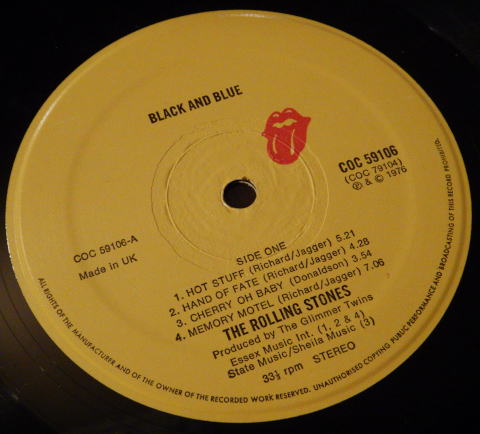 BLACK AND BLUE
COC 59106
(COC 79104)
℗ & © 1976
COC 59106-A
Made in UK
SIDE ONE
1. HOT STUFF (Richard/Jagger) 5.21
2. HAND OF FATE (Richard/Jagger) 4.28
3. CHERRY OH BABY (Donaldson) 3.54
4. MEMORY MOTEL (Richard/Jagger) 7.06
THE ROLLING STONES
Produced by The Glimmer Twins
Essex Music Int. (1, 2 & 4)
State Music/Sheila Music (3)
33⅓ rpm STEREO
ALL RIGHTS OF THE MANUFACTURER AND OF THE OWNER OF THE RECORDED WORK RESERVED. UNAUTHORISED COPYING PUBLIC PERFORMANCE AND BROADCASTING OF THIS RECORD PROHIBITED.